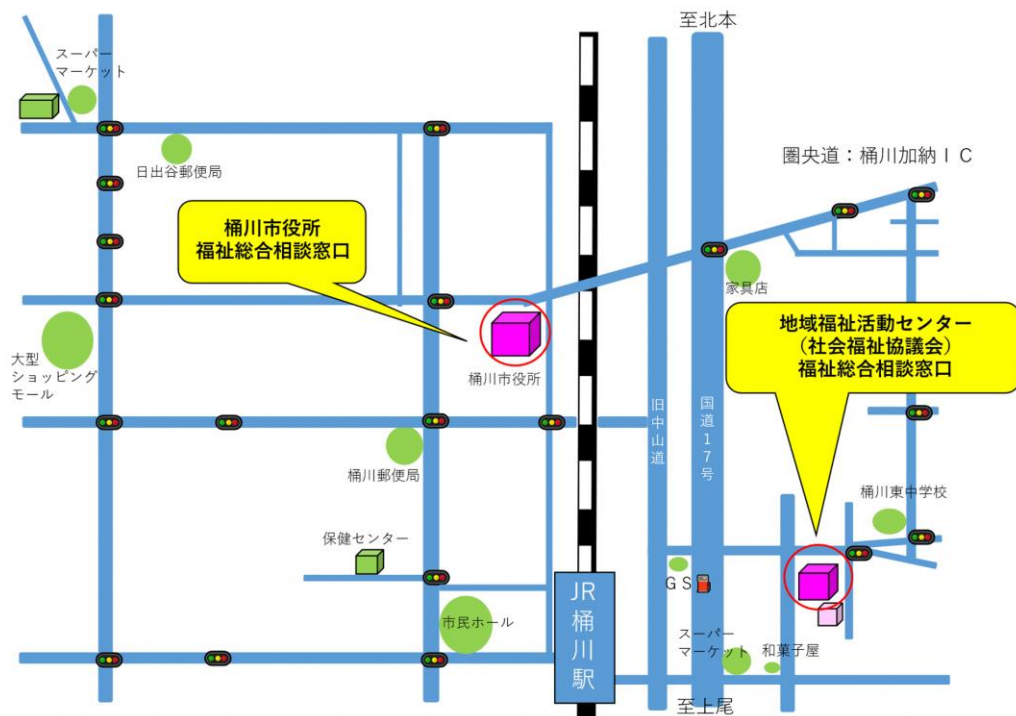 至北本
スーパー
マーケット
日出谷郵便局
圏央道：桶川加納ＩＣ
桶川市役所
福祉総合相談窓口
家具店
地域福祉活動センター
（社会福祉協議会）
福祉総合相談窓口
大型
ショッピング
モール
桶川市役所
旧中山道
国道17号
桶川郵便局
桶川東中学校
保健センター
ＧＳ
JR桶川駅
市民ホール
スーパー
マーケット
和菓子屋
至上尾